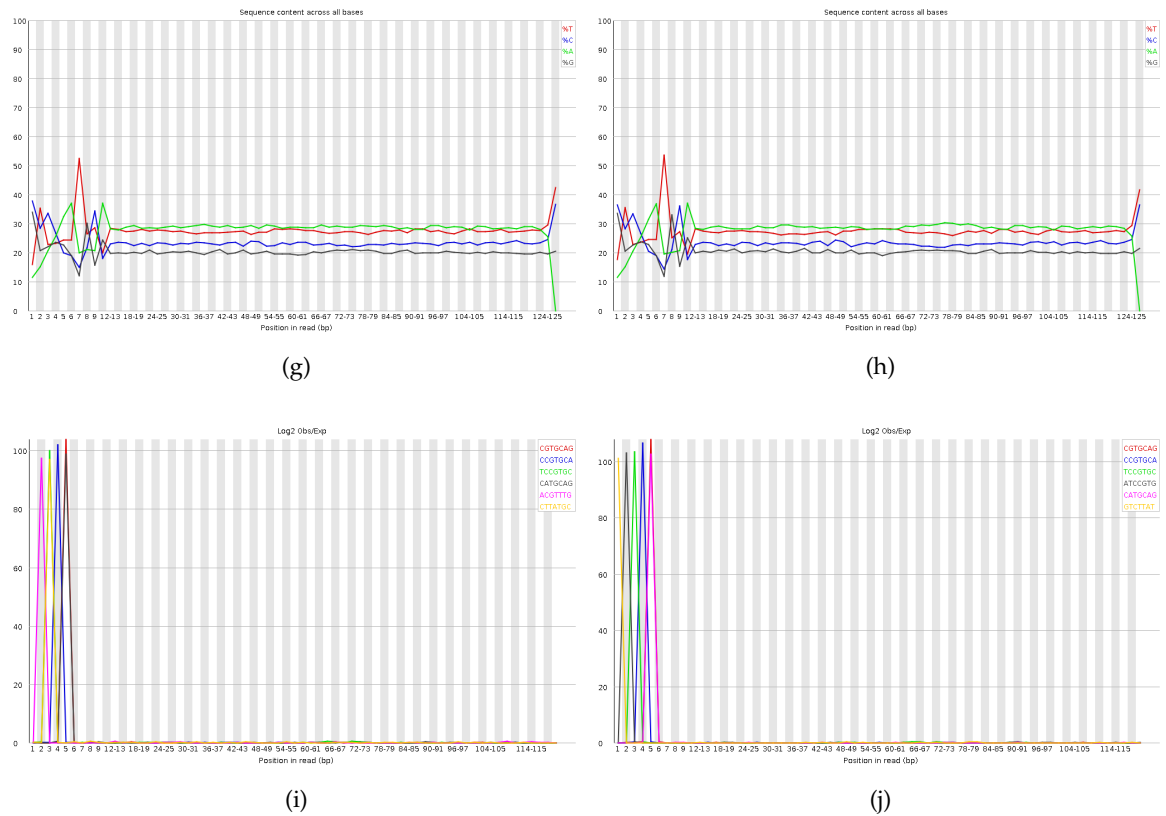 Sequence content across all bases
100
90
80
70
60
50
40
30
20
10
0
%T
%C
%A
%G
1 2 3 4 5 6 7 8 9 12-13 18-19 24-25 30-31 36-37 42-43 48-49 54-55 60-61 66-67 72-73 78-79 84-85 90-91 96-97 104-105 114-115 124-125
Position in read (bp)
(g)
Sequence content across all bases
100
90
80
70
60
50
40
30
20
10
0
%T
%C
%A
%G
1 2 3 4 5 6 7 8 9 12-13 18-19 24-25 30-31 36-37 42-43 48-49 54-55 60-61 66-67 72-73 78-79 84-85 90-91 96-97 104-105 114-115 124-125
Position in read (bp)
(h)
Log2 Obs/Exp
100
80
60
40
20
0
CGTGCAG
CCGTGCA
TCCGTGC
CATGCAG
ACGTTTG
CTTATGC
1 2 3 4 5 6 7 8 9 12-13 18-19 24-25 30-31 36-37 42-43 48-49 54-55 60-61 66-67 72-73 78-79 84-85 90-91 96-97 104-105 114-115
Position in read (bp)
(i)
Log2 Obs/Exp
100
80
60
40
20
0
CGTGCAG
CCGTGCA
TCCGTGC
ATCCGTG
CATGCAG
GTCTTAT
1 2 3 4 5 6 7 8 9 12-13 18-19 24-25 30-31 36-37 42-43 48-49 54-55 60-61 66-67 72-73 78-79 84-85 90-91 96-97 104-105 114-115
Position in read (bp)
(j)